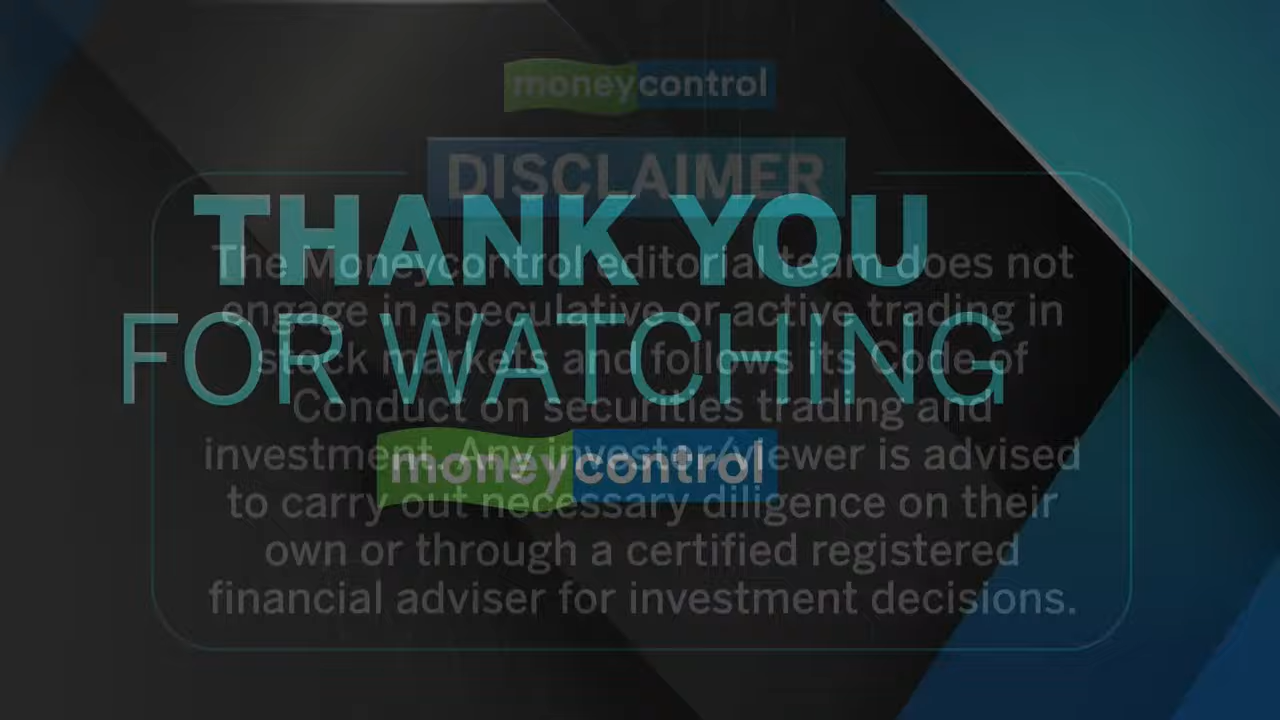 moneycontrol
DISCLAIMER
THANK YOU
The Moneycontrol editorial team does not
engage in speculative or active trading in
FOR WATCHING
stock markets and follows its Code of
Conduct on securities trading and
investment. Any investor/viewer is advised
moneycontrol
to carry out necessary diligence on their
own or through a certified registered
financial adviser for investment decisions.